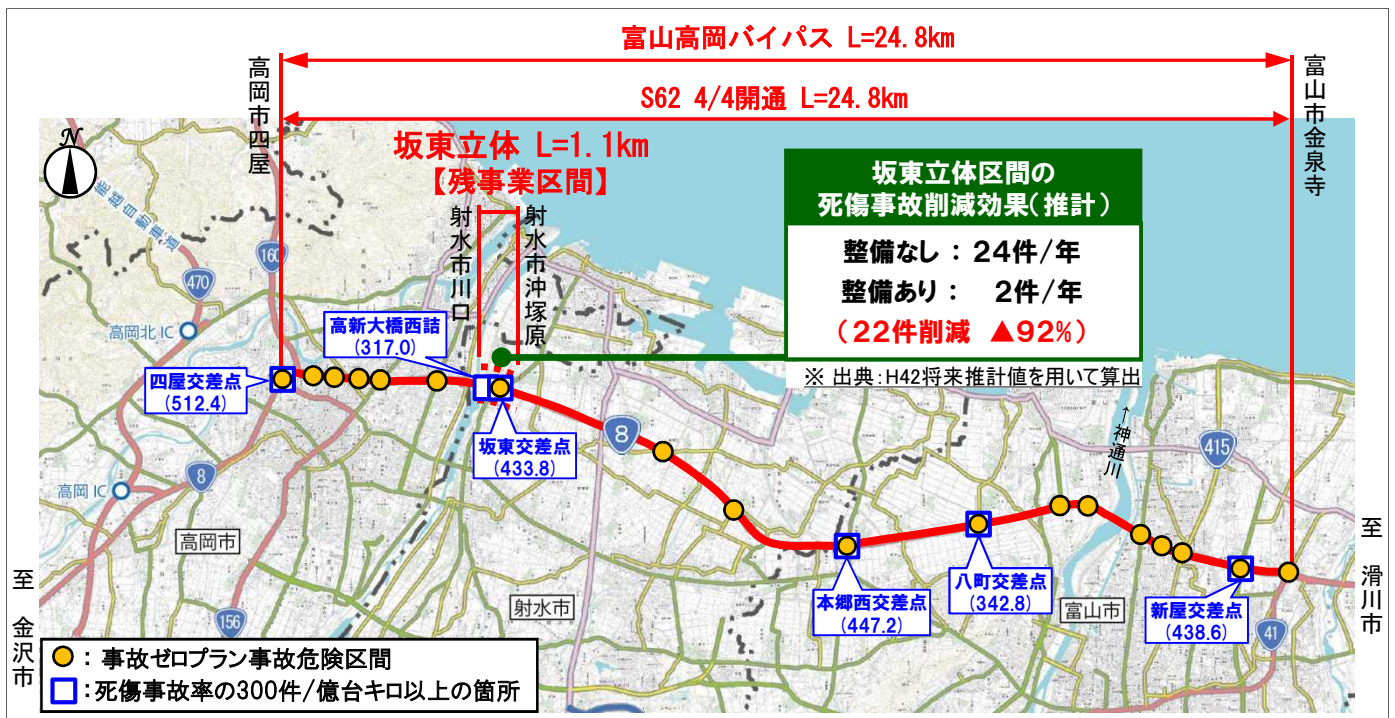 富山高岡バイパス L=24.8km
S62 4/4開通 L=24.8km
高岡市四屋
富山市金泉寺
坂東立体 L=1.1km
【残事業区間】
射水市川口
射水市沖塚原
坂東立体区間の
死傷事故削減効果(推計)
整備なし : 24件/年
整備あり : 2件/年
(22件削減 ▲92%)
※ 出典:H42将来推計値を用いて算出
N
能越自動車道
160
470
高岡北IC
高新大橋西詰
(317.0)
四屋交差点
(512.4)
坂東交差点
(433.8)
8
415
←神通川
高岡IC
8
高岡市
本郷西交差点
(447.2)
八町交差点
(342.8)
新屋交差点
(438.6)
射水市
富山市
156
41
至 金沢市
至 滑川市
: 事故ゼロプラン事故危険区間
:死傷事故率の300件/億台キロ以上の箇所